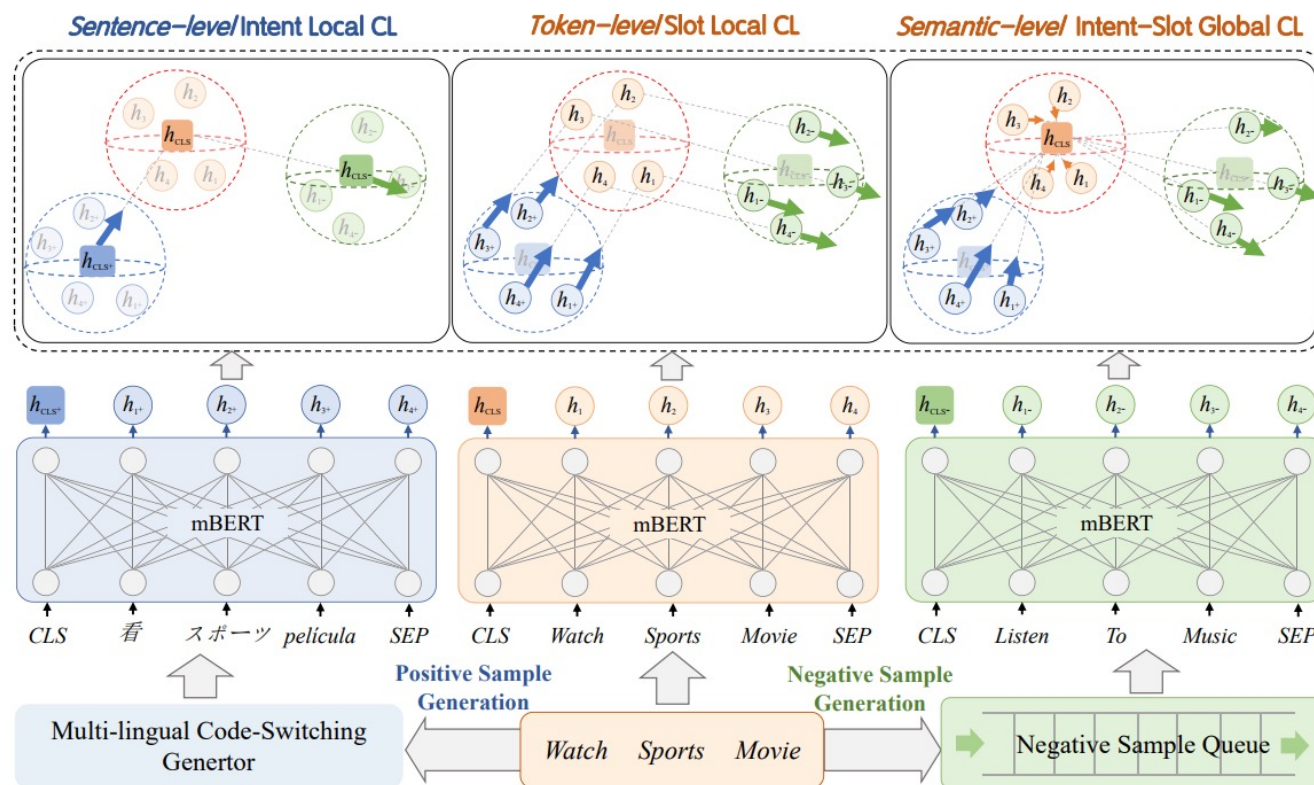 Sentence-level Intent Local CL
Token-level Slot Local CL
Semantic-level Intent-Slot Global CL
h2
h3
hCLS
h4
h1
hCLS-
h2-
h1-
h4-
h2+
h3+
hCLS+
h4+
h1+
h2
h3
hCLS
h4
h1
h2-
hCLS-
h3-
h1-
h4-
h2+
h3+
h4+
h1+
h2
h3
hCLS
h4
h1
h2-
hCLS-
h3-
h1-
h4-
h2+
h3+
h4+
h1+
hCLS+ h1+ h2+ h3+ h4+
hCLS h1 h2 h3 h4
hCLS- h1- h2- h3- h4-
mBERT
mBERT
mBERT
CLS 看 スポーツ película SEP
CLS Watch Sports Movie SEP
CLS Listen To Music SEP
Positive Sample
Generation
Negative Sample
Generation
Multi-lingual Code-Switching
Genertor
Watch Sports Movie
Negative Sample Queue